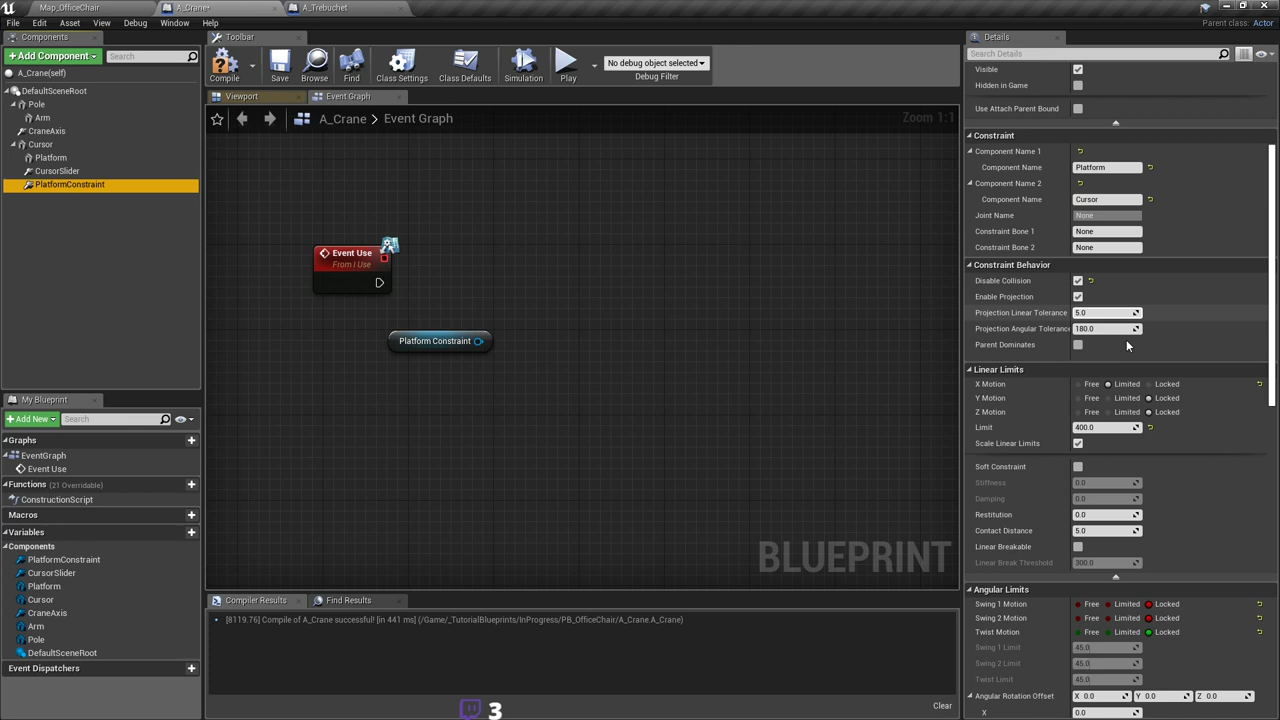 Map_OfficeChair
A_Crane*
A_Trebuchet
File Edit Asset View Debug Window Help
Parent class: Actor
Components
Toolbar
Details
Add Component
Search
A_Crane(self)
DefaultSceneRoot
Pole
Arm
CraneAxis
Cursor
Platform
CursorSlider
PlatformConstraint
Compile
Save
Browse
Find
Class Settings
Class Defaults
Simulation
Play
No debug object selected
Debug Filter
Viewport
Event Graph
A_Crane > Event Graph
Zoom 1:1
Event Use
From I Use
Platform Constraint
BLUEPRINT
My Blueprint
Add New
Search
Graphs
EventGraph
Event Use
Functions (21 Overridable)
ConstructionScript
Macros
Variables
Components
PlatformConstraint
CursorSlider
Platform
Cursor
CraneAxis
Arm
Pole
DefaultSceneRoot
Event Dispatchers
Compiler Results
Find Results
[8119.76] Compile of A_Crane successful! [in 441 ms] (/Game/_TutorialBlueprints/InProgress/PB_OfficeChair/A_Crane.A_Crane)
Clear
3
Search Details
Visible
Hidden in Game
Use Attach Parent Bound
Constraint
Component Name 1
Component Name Platform
Component Name 2
Component Name Cursor
Joint Name None
Constraint Bone 1 None
Constraint Bone 2 None
Constraint Behavior
Disable Collision
Enable Projection
Projection Linear Tolerance 5.0
Projection Angular Toleranc 180.0
Parent Dominates
Linear Limits
X Motion Free Limited Locked
Y Motion Free Limited Locked
Z Motion Free Limited Locked
Limit 400.0
Scale Linear Limits
Soft Constraint
Stiffness 0.0
Damping 0.0
Restitution 0.0
Contact Distance 5.0
Linear Breakable
Linear Break Threshold 300.0
Angular Limits
Swing 1 Motion Free Limited Locked
Swing 2 Motion Free Limited Locked
Twist Motion Free Limited Locked
Swing 1 Limit 45.0
Swing 2 Limit 45.0
Twist Limit 45.0
Angular Rotation Offset X 0.0 Y 0.0 Z 0.0
X 0.0